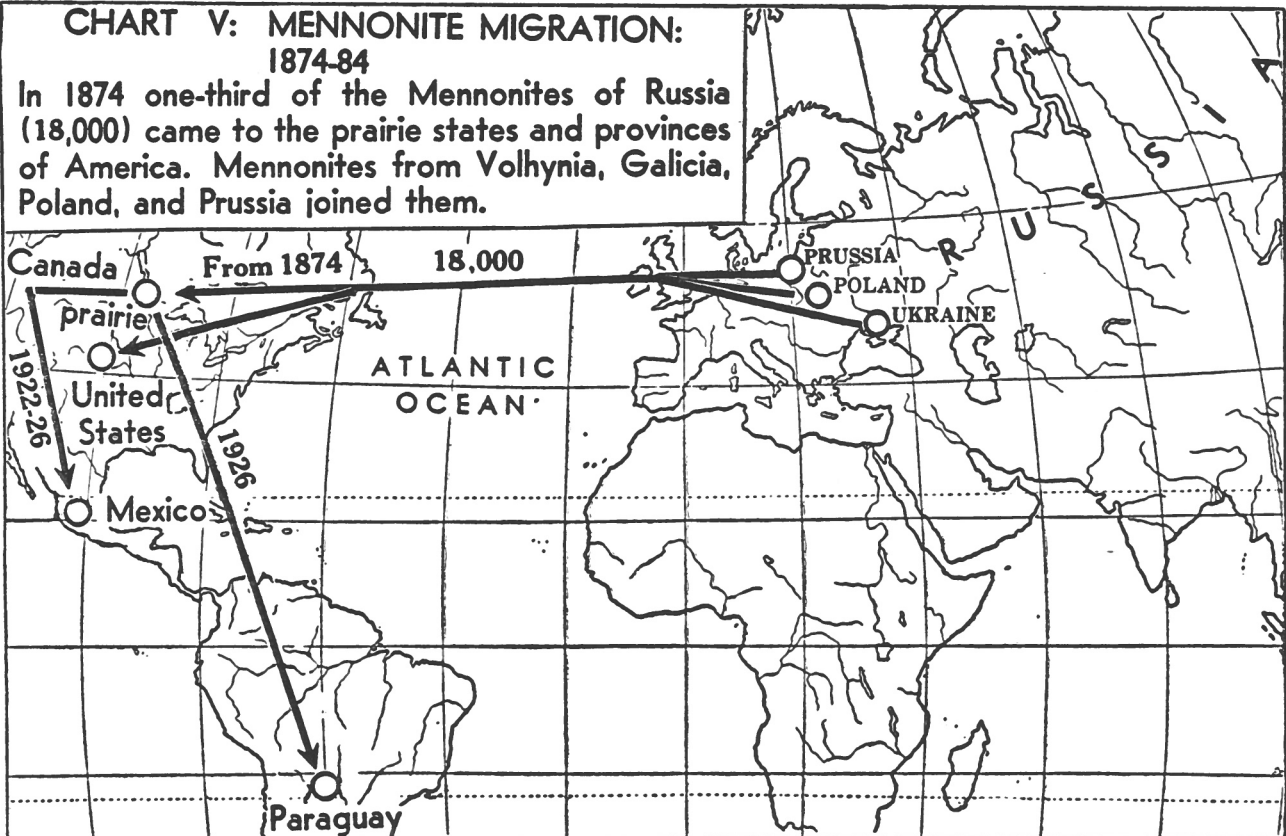 CHART V: MENNONITE MIGRATION:
1874-84
In 1874 one-third of the Mennonites of Russia
(18,000) came to the prairie states and provinces
of America. Mennonites from Volhynia, Galicia,
Poland, and Prussia joined them.
RUSSIA
Canada
From 1874
18,000
PRUSSIA
POLAND
UKRAINE
prairie
1922-26
United
States
1926
ATLANTIC
OCEAN
Mexico
Paraguay